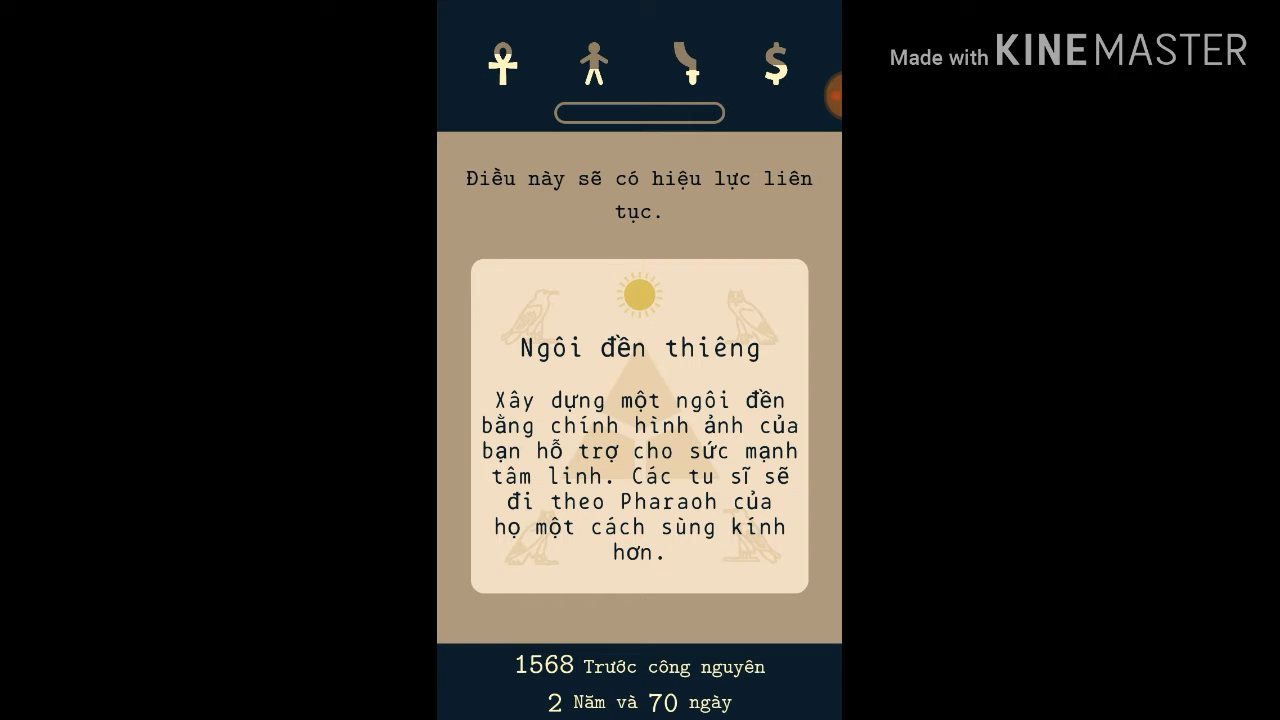 Made with KINEMASTER
Điều này sẽ có hiệu lực liên
tục.
Ngôi đền thiêng
Xây dựng một ngôi đền
bằng chính hình ảnh của
bạn hỗ trợ cho sức mạnh
tâm linh. Các tu sĩ sẽ
đi theo Pharaoh của
họ một cách sùng kính
hơn.
1568 Trước công nguyên
2 Năm và 70 ngày